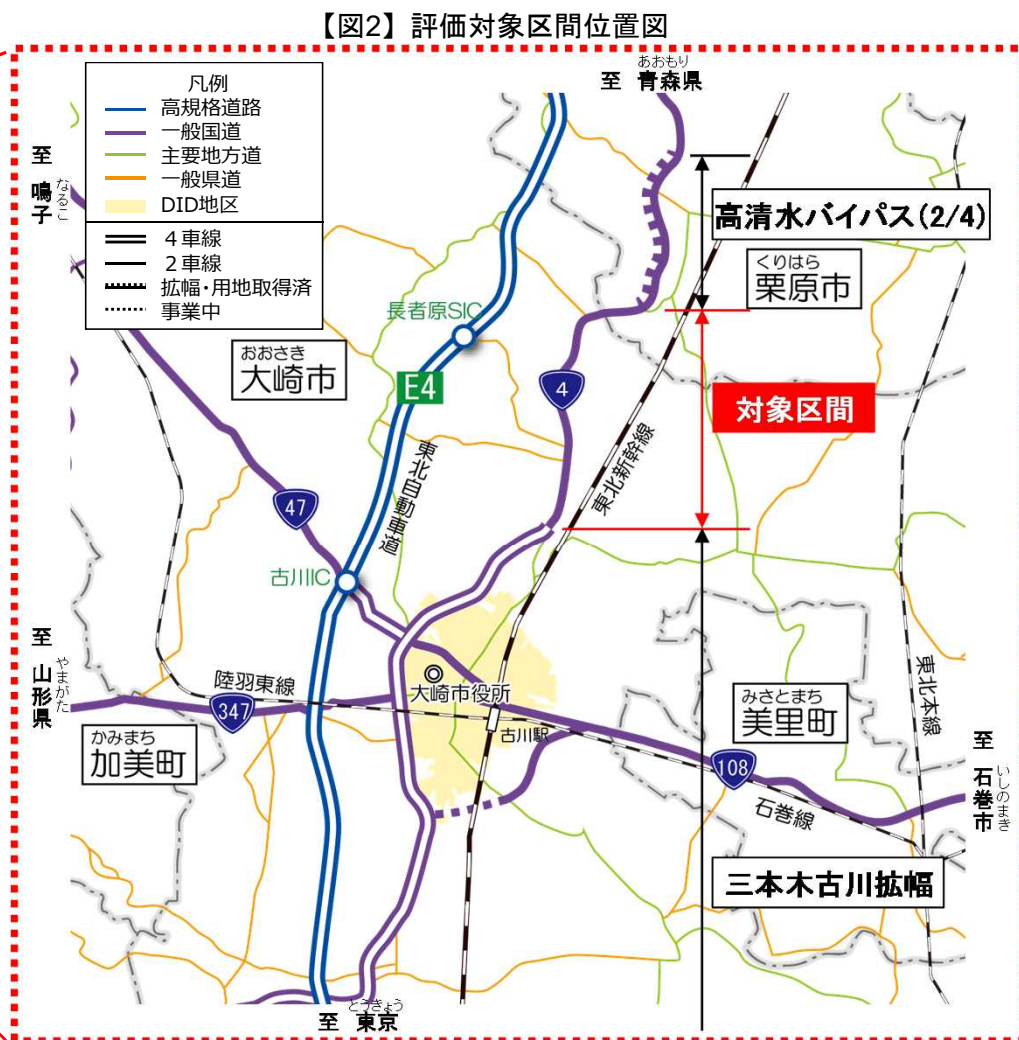 【図2】評価対象区間位置図
凡例
高規格道路
一般国道
主要地方道
一般県道
DID地区
4車線
2車線
拡幅・用地取得済
事業中
至 青森県
あおもり
至 鳴子
なるこ
高清水バイパス(2/4)
くりはら
栗原市
長者原SIC
おおさき
大崎市
E4
4
対象区間
東北自動車道
東北新幹線
47
古川IC
至 山形県
やまがた
陸羽東線
大崎市役所
347
古川駅
かみまち
加美町
みさとまち
美里町
東北本線
108
石巻線
至 石巻市
いしのまき
三本木古川拡幅
とうきょう
至 東京